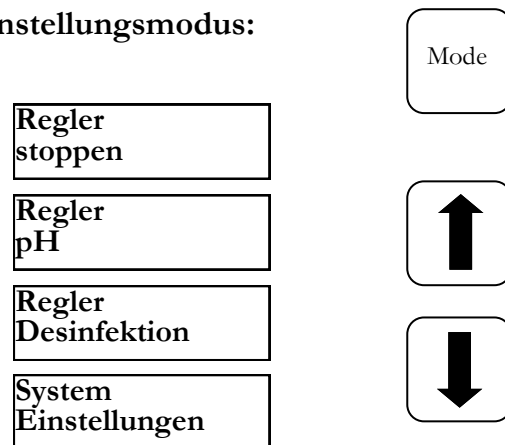 nstellungsmodus:
Mode
Regler
stoppen
Regler
pH
Regler
Desinfektion
System
Einstellungen